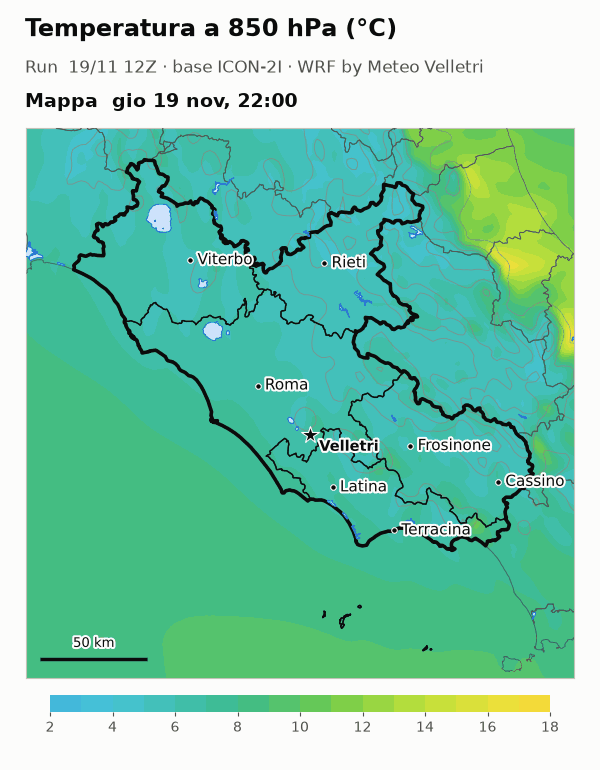 Temperatura a 850 hPa (°C)
Run  19/11 12Z · base ICON-2I · WRF by Meteo Velletri
Mappa  gio 19 nov, 22:00
Viterbo
Rieti
Roma
Velletri
Frosinone
Latina
Cassino
Terracina
50 km
2 4 6 8 10 12 14 16 18